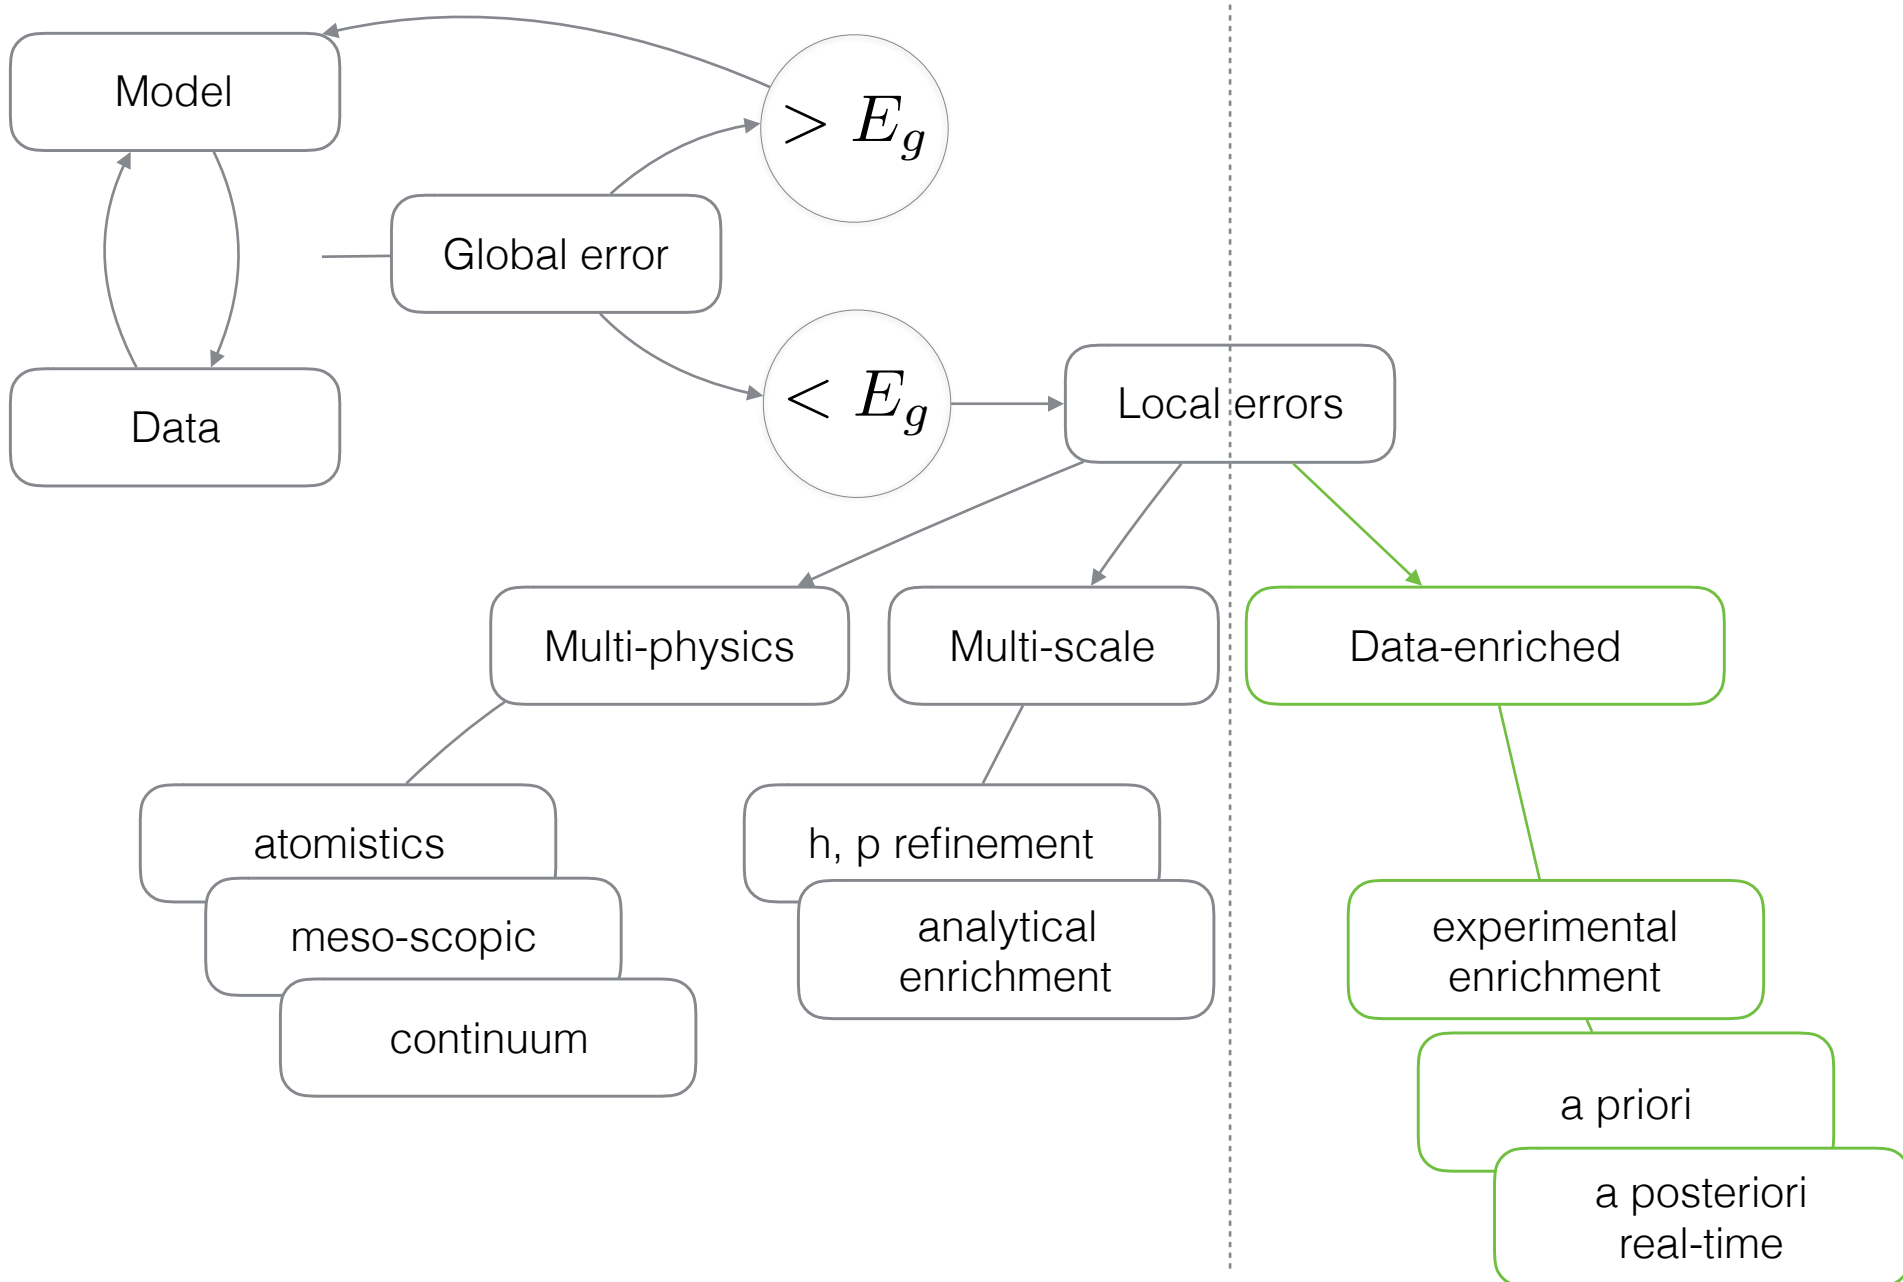 Model
> E_g
Global error
< E_g
Local errors
Data
Multi-physics
Multi-scale
Data-enriched
atomistics
meso-scopic
continuum
h, p refinement
analytical
enrichment
experimental
enrichment
a priori
a posteriori
real-time